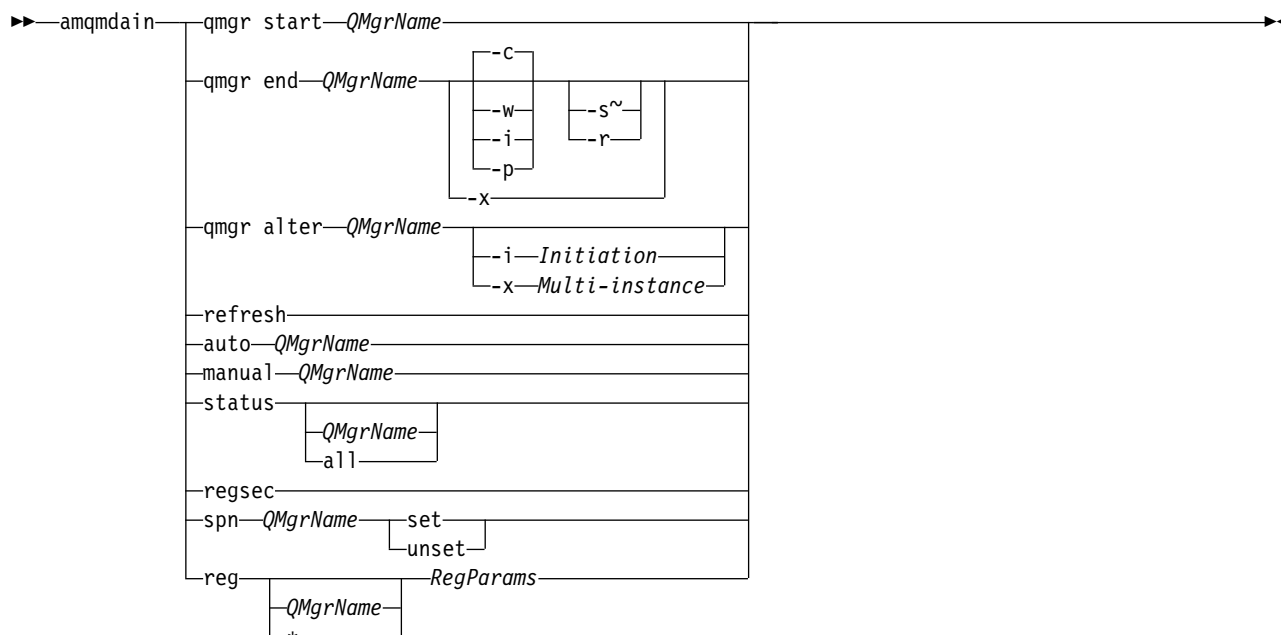 amqmdain qmgr start QMgrName
-c
qmgr end QMgrName
-w -s~
-i -r
-p
-x
qmgr alter QMgrName
-i Initiation
-x Multi-instance
refresh
auto QMgrName
manual QMgrName
status
QMgrName
all
regsec
spn QMgrName set
unset
reg RegParams
QMgrName
*